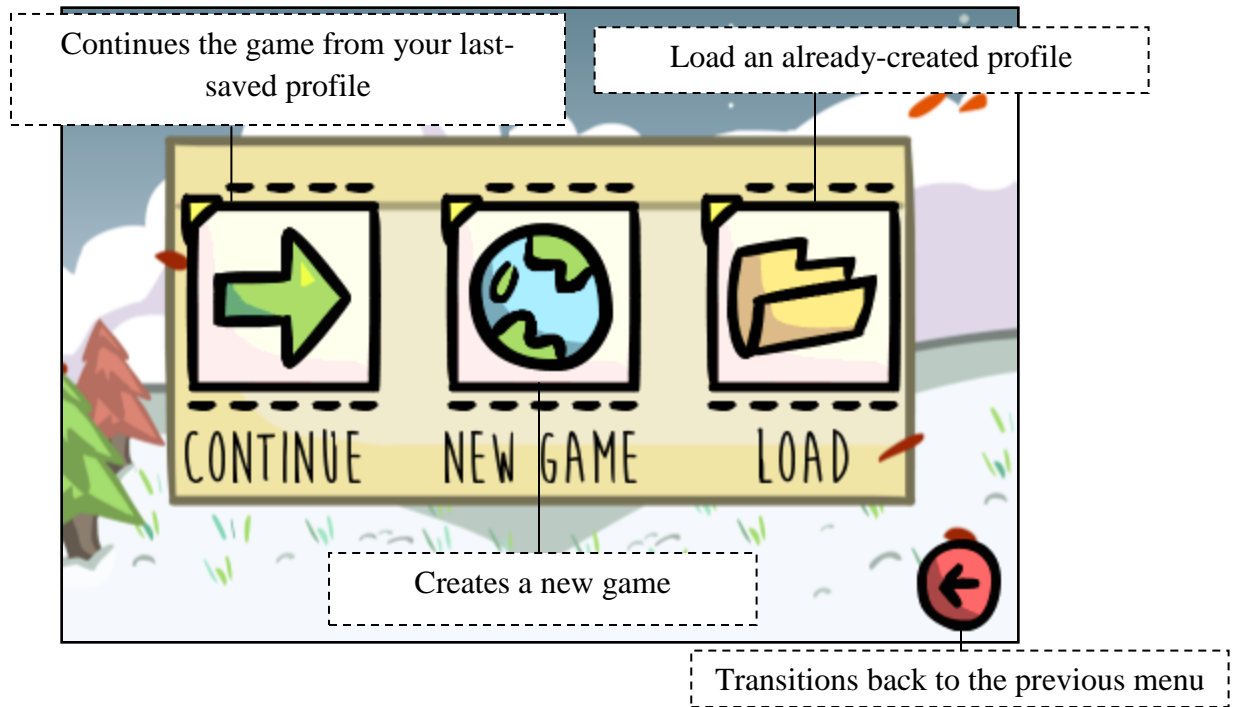 Continues the game from your last-
saved profile
Load an already-created profile
CONTINUE
NEW GAME
LOAD
Creates a new game
Transitions back to the previous menu